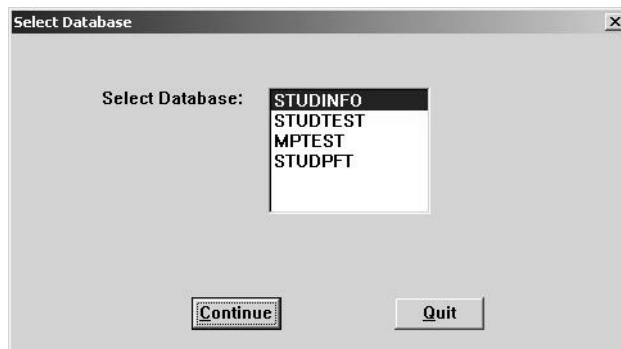 Select Database
Select Database:
STUDINFO
STUDTEST
MPTEST
STUDPFT
Continue
Quit